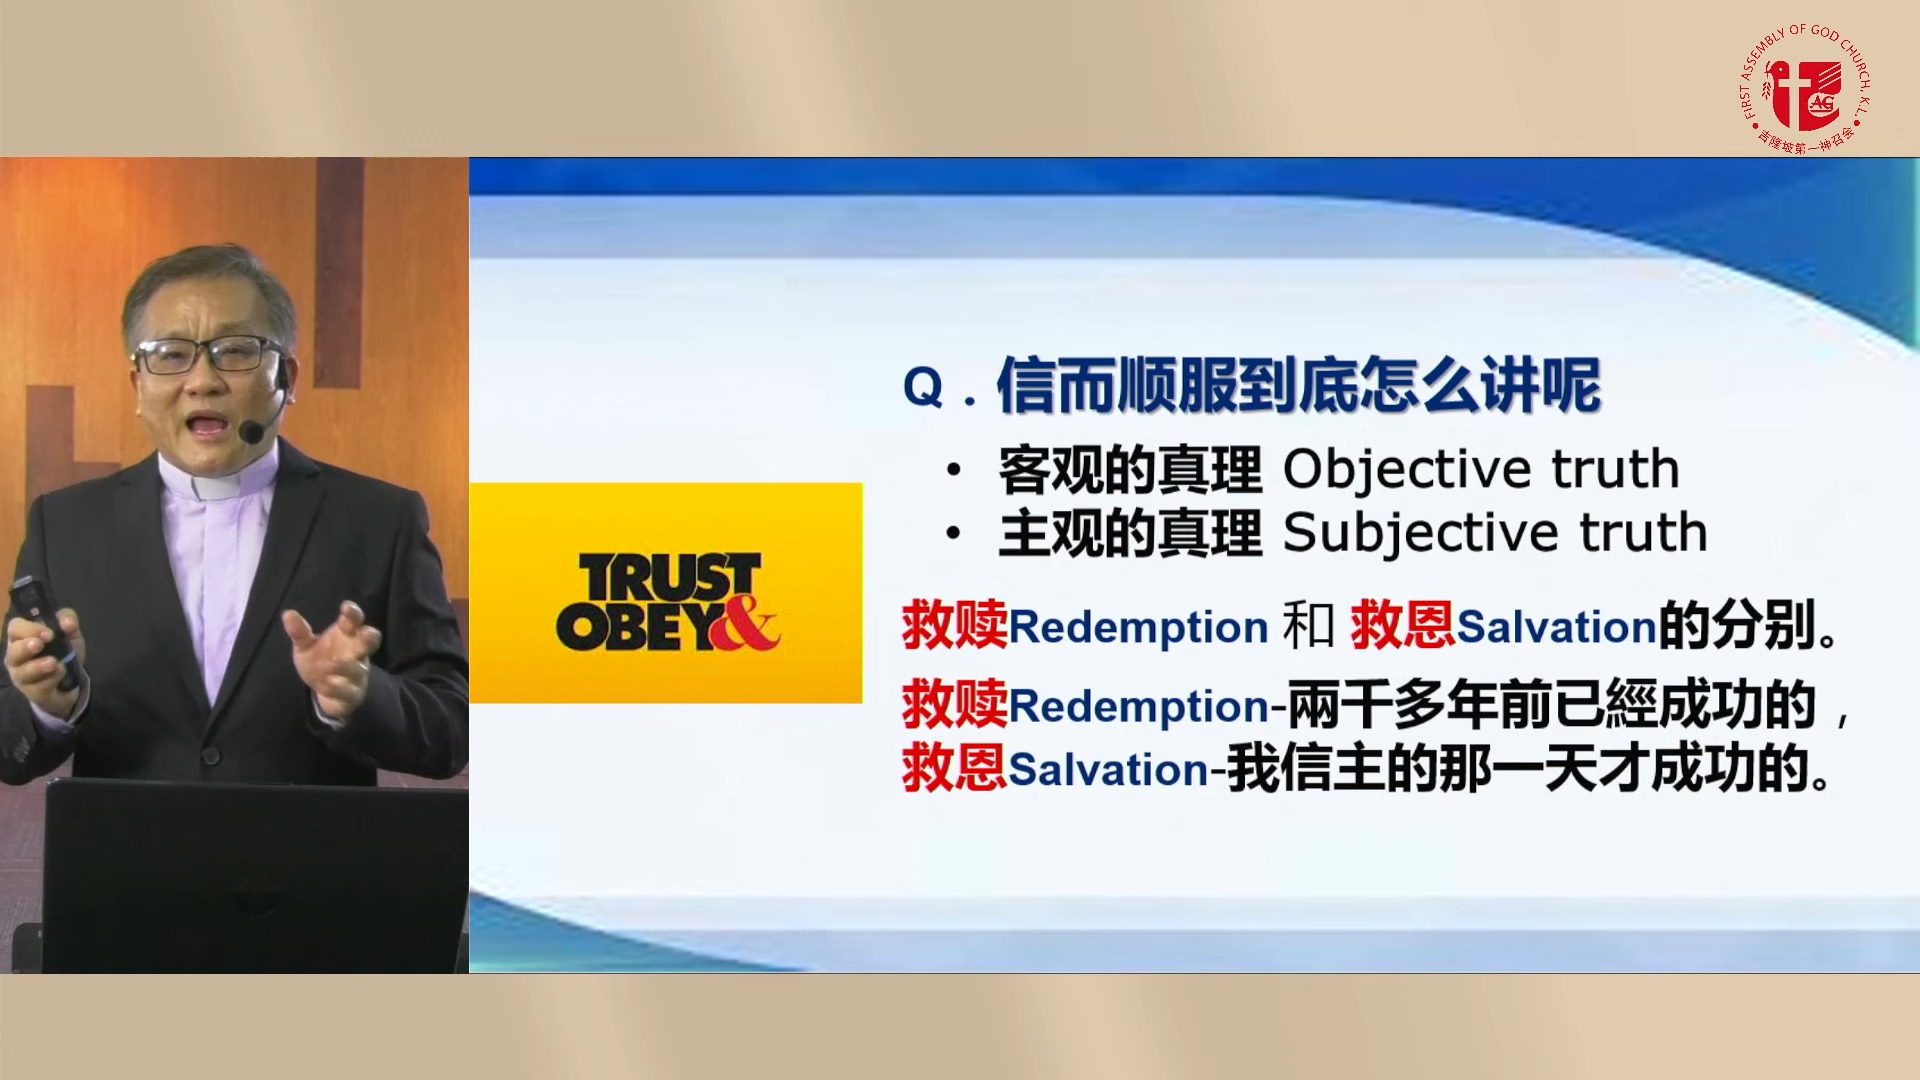 FIRST ASSEMBLY OF GOD CHURCH, K.L.
AG
吉隆坡第一神召会
Q．信而顺服到底怎么讲呢
• 客观的真理 Objective truth
• 主观的真理 Subjective truth
TRUST
OBEY&
救赎Redemption 和 救恩Salvation的分别。
救赎Redemption-兩千多年前已經成功的，
救恩Salvation-我信主的那一天才成功的。